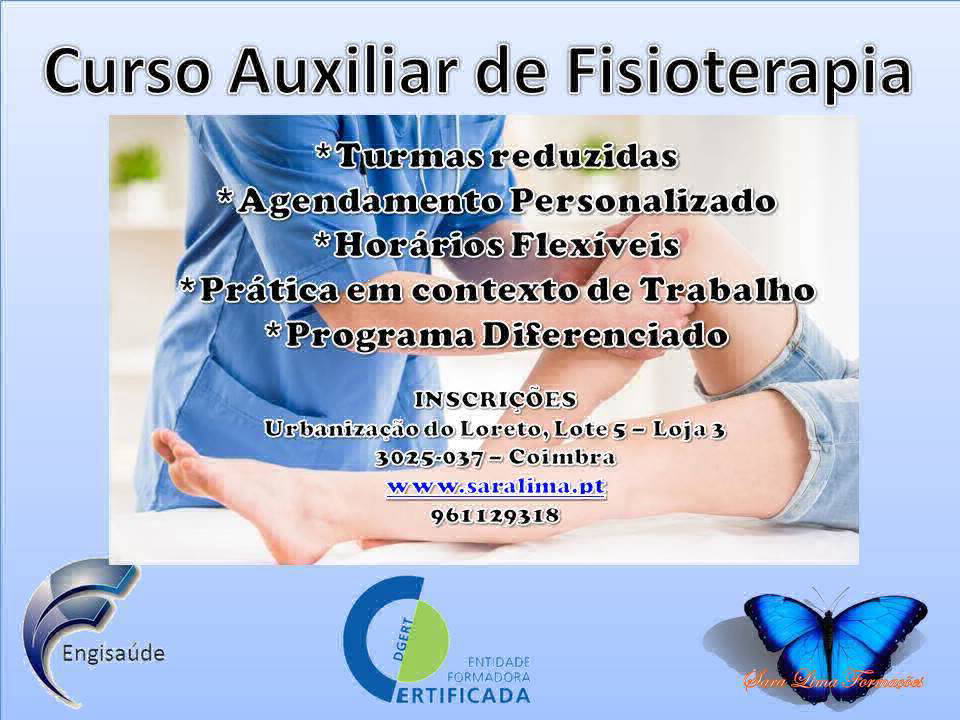 Curso Auxiliar de Fisioterapia
*Turmas reduzidas
*Agendamento Personalizado
*Horários Flexíveis
*Prática em contexto de Trabalho
*Programa Diferenciado
INSCRIÇÕES
Urbanização do Loreto, Lote 5 – Loja 3
3025-037 – Coimbra
www.saralima.pt
961129318
Engisaúde
DGERT
ENTIDADE
FORMADORA
CERTIFICADA
Sara Lima Formações